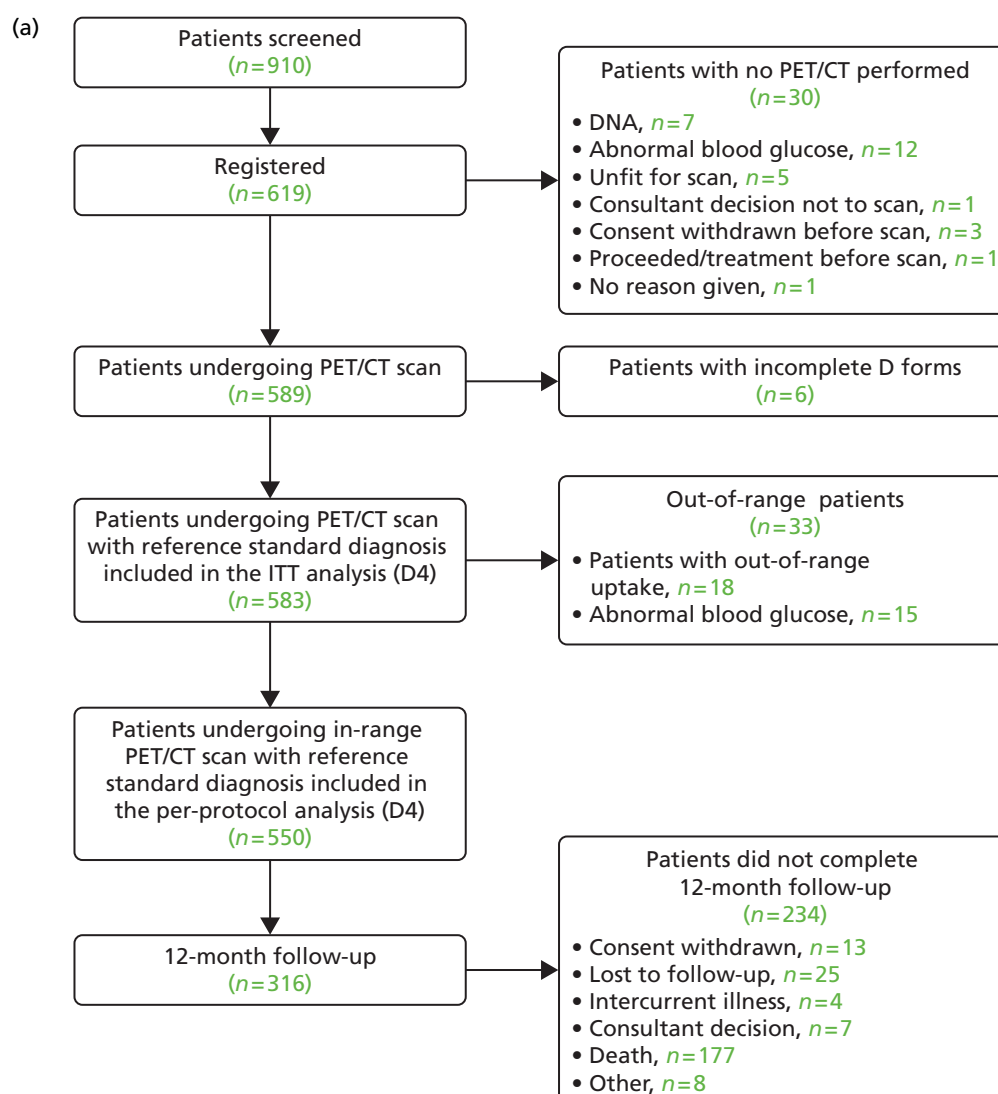 (a)
Patients screened
(n=910)
Patients with no PET/CT performed
(n=30)
• DNA, n=7
• Abnormal blood glucose, n=12
• Unfit for scan, n=5
• Consultant decision not to scan, n=1
• Consent withdrawn before scan, n=3
• Proceeded/treatment before scan, n=1
• No reason given, n=1
Registered
(n=619)
Patients undergoing PET/CT scan
(n=589)
Patients with incomplete D forms
(n=6)
Patients undergoing PET/CT scan
with reference standard diagnosis
included in the ITT analysis (D4)
(n=583)
Out-of-range patients
(n=33)
• Patients with out-of-range
uptake, n=18
• Abnormal blood glucose, n=15
Patients undergoing in-range
PET/CT scan with reference
standard diagnosis included in
the per-protocol analysis (D4)
(n=550)
12-month follow-up
(n=316)
Patients did not complete
12-month follow-up
(n=234)
• Consent withdrawn, n=13
• Lost to follow-up, n=25
• Intercurrent illness, n=4
• Consultant decision, n=7
• Death, n=177
• Other, n=8